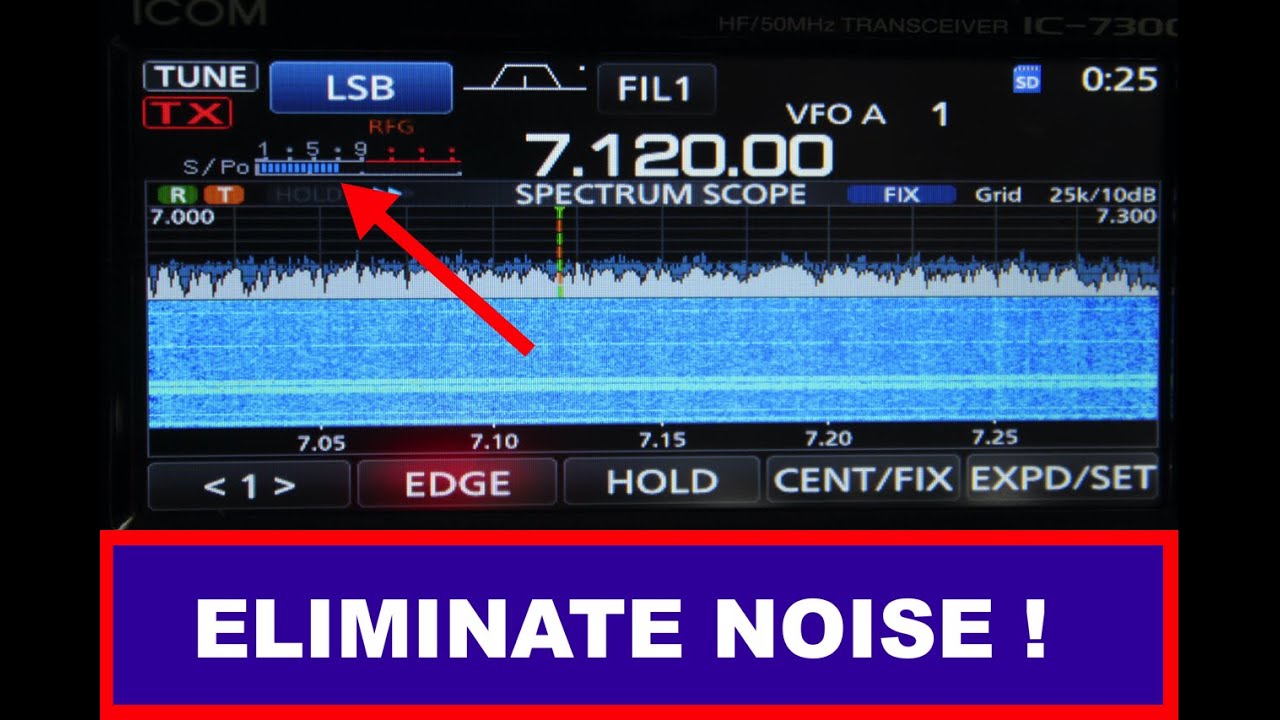 ICOM
HF/50MHz TRANSCEIVER IC-7300
TUNE LSB FIL1 SD 0:25
TX
RFG
VFO A 1
1 • 5 • 9 • • •
S/Po
7.120.00
R T HOLD SPECTRUM SCOPE FIX Grid 25k/10dB
7.000 7.300
7.05 7.10 7.15 7.20 7.25
< 1 > EDGE HOLD CENT/FIX EXPD/SET
ELIMINATE NOISE !